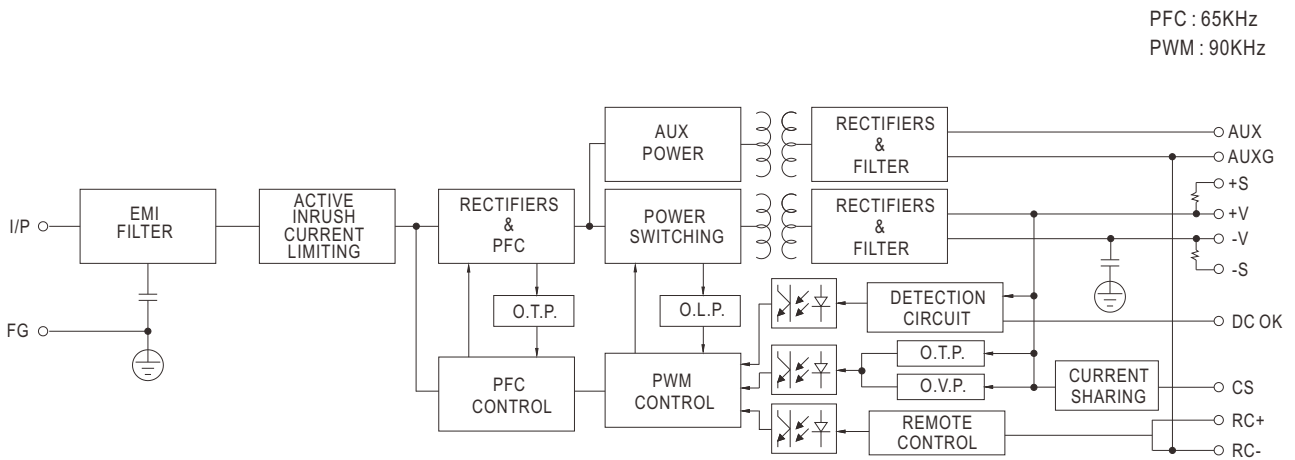 PFC : 65KHz
PWM : 90KHz
AUX
POWER
RECTIFIERS
&
FILTER
AUX
AUXG
I/P
EMI
FILTER
ACTIVE
INRUSH
CURRENT
LIMITING
RECTIFIERS
&
PFC
POWER
SWITCHING
RECTIFIERS
&
FILTER
+S
+V
-V
-S
FG
O.T.P.
O.L.P.
DETECTION
CIRCUIT
DC OK
PFC
CONTROL
PWM
CONTROL
O.T.P.
O.V.P.
CURRENT
SHARING
CS
REMOTE
CONTROL
RC+
RC-